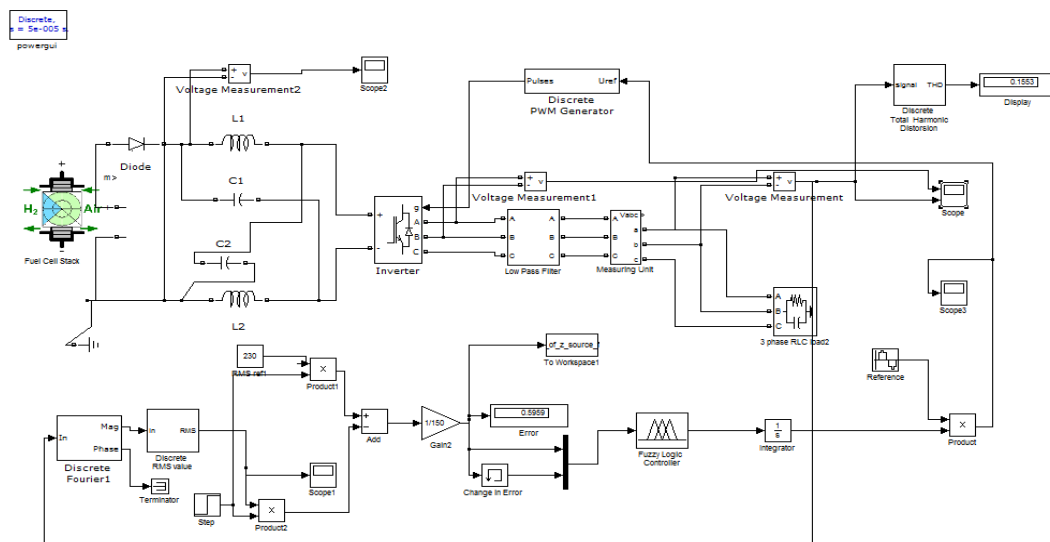 Discrete,
s = 5e-005 s.
powergui
v
+
-
Voltage Measurement2
Scope2
Pulses
Uref
Discrete
PWM Generator
signal
THD
Discrete
Total Harmonic
Distorsion
0.1553
Display
L1
Diode
C1
C2
L2
+
m>
H2
Air
-
Fuel Cell Stack
+
-
g
A
B
C
Inverter
+
-
v
Voltage Measurement1
A
B
C
A
B
C
Low Pass Filter
Vabc
A
B
C
a
b
c
Measuring Unit
+
-
v
Voltage Measurement
Scope
Scope3
A
B
C
3 phase RLC load2
230
RMS ref1
X
Product1
_of_z_source_f
To Workspace1
Reference
In
Mag
Phase
Discrete
Fourier1
In
RMS
Discrete
RMS value
Terminator
Step
Scope1
X
Product2
+
-
Add
1/150
Gain2
0.5959
Error
Change in Error
Fuzzy Logic
Controller
1
s
Integrator
X
Product